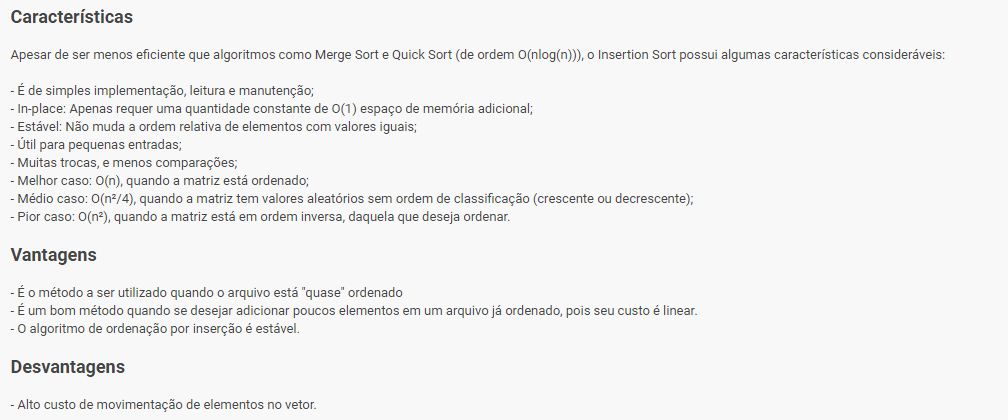 Características
Apesar de ser menos eficiente que algoritmos como Merge Sort e Quick Sort (de ordem O(nlog(n))), o Insertion Sort possui algumas características consideráveis:
- É de simples implementação, leitura e manutenção;
- In-place: Apenas requer uma quantidade constante de O(1) espaço de memória adicional;
- Estável: Não muda a ordem relativa de elementos com valores iguais;
- Útil para pequenas entradas;
- Muitas trocas, e menos comparações;
- Melhor caso: O(n), quando a matriz está ordenado;
- Médio caso: O(n²/4), quando a matriz tem valores aleatórios sem ordem de classificação (crescente ou decrescente);
- Pior caso: O(n²), quando a matriz está em ordem inversa, daquela que deseja ordenar.
Vantagens
- É o método a ser utilizado quando o arquivo está "quase" ordenado
- É um bom método quando se desejar adicionar poucos elementos em um arquivo já ordenado, pois seu custo é linear.
- O algoritmo de ordenação por inserção é estável.
Desvantagens
- Alto custo de movimentação de elementos no vetor.